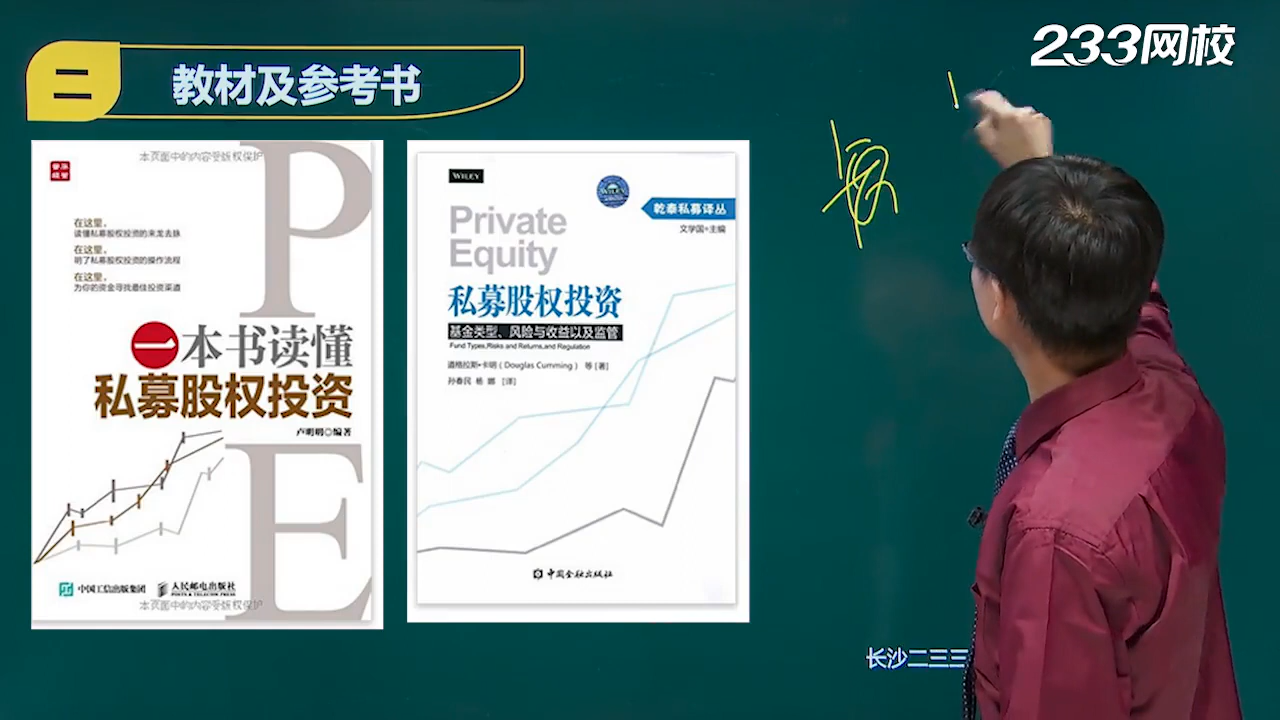 233网校
二
教材及参考书
本页面中的内容受版权保护
在这里,
读懂私募股权投资的来龙去脉
在这里,
明了私募股权投资的操作流程
在这里,
为你的资金寻找最佳投资渠道
PE
一本书读懂
私募股权投资
卢明明◎编著
中国工信出版集团
人民邮电出版社
POSTS & TELECOM PRESS
本页面中的内容受版权保护
WILEY
WILEY
乾泰私募译丛
文学国·主编
Private
Equity
私募股权投资
基金类型、风险与收益以及监管
Fund Types,Risks and Returns,and Regulation
道格拉斯·卡明(Douglas Cumming) 等 [著]
孙春民 杨娜 [译]
中国金融出版社
长沙二三三